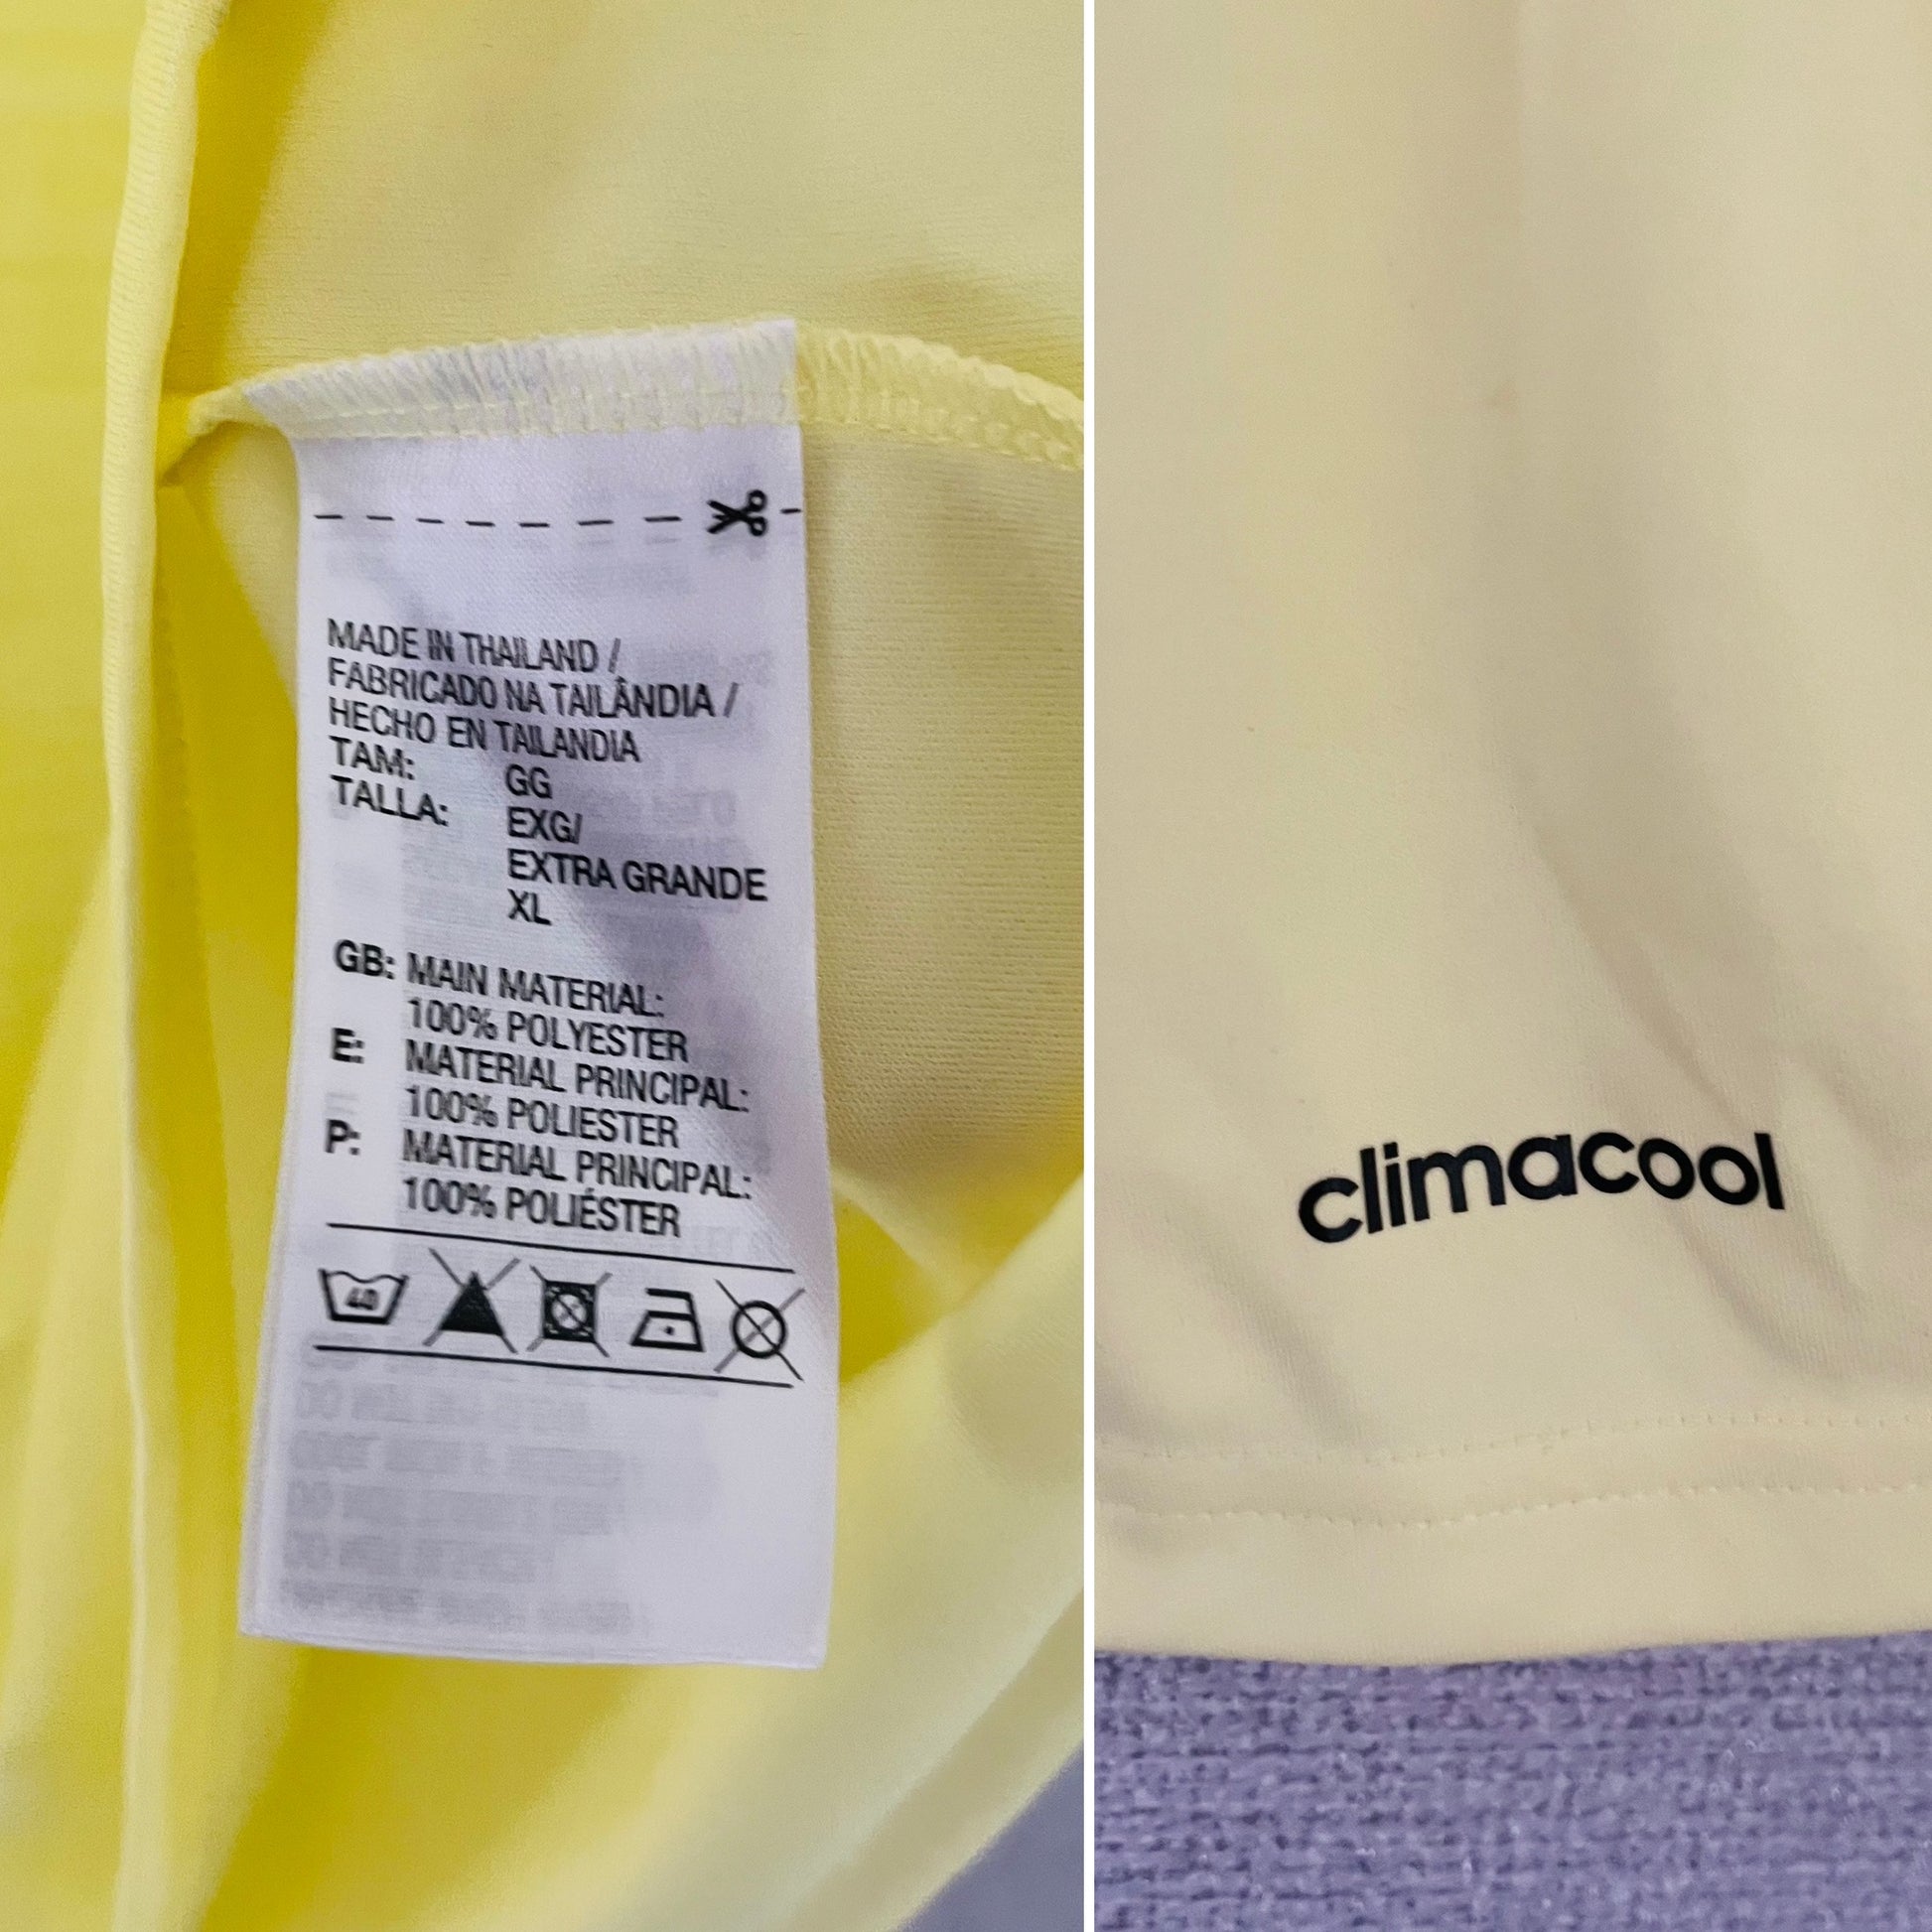 MADE IN THAILAND /
FABRICADO NA TAILÂNDIA /
HECHO EN TAILANDIA
TAM: GG
TALLA: EXG/
EXTRA GRANDE
XL
GB: MAIN MATERIAL:
100% POLYESTER
E: MATERIAL PRINCIPAL:
100% POLIESTER
P: MATERIAL PRINCIPAL:
100% POLIÉSTER
40
climacool